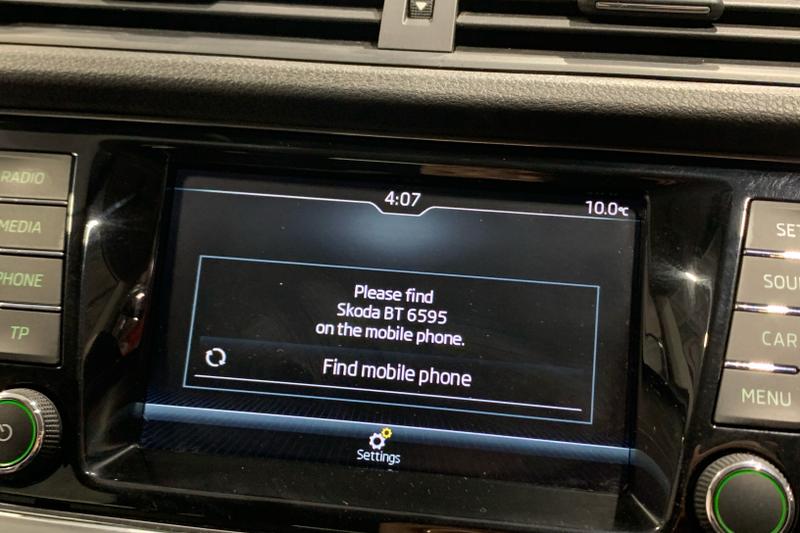 4:07
10.0°C
RADIO
MEDIA
PHONE
TP
Please find
Skoda BT 6595
on the mobile phone.
Find mobile phone
Settings
CAR
MENU